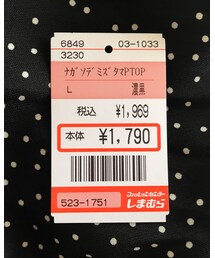 6849 03-1033
3230
ﾅｶﾞｿﾃﾞﾐｽﾞﾀﾏPTOP
L 濃黒
税込 ¥1,969
本体 ¥1,790
523-1751
ファッションセンター
しまむら